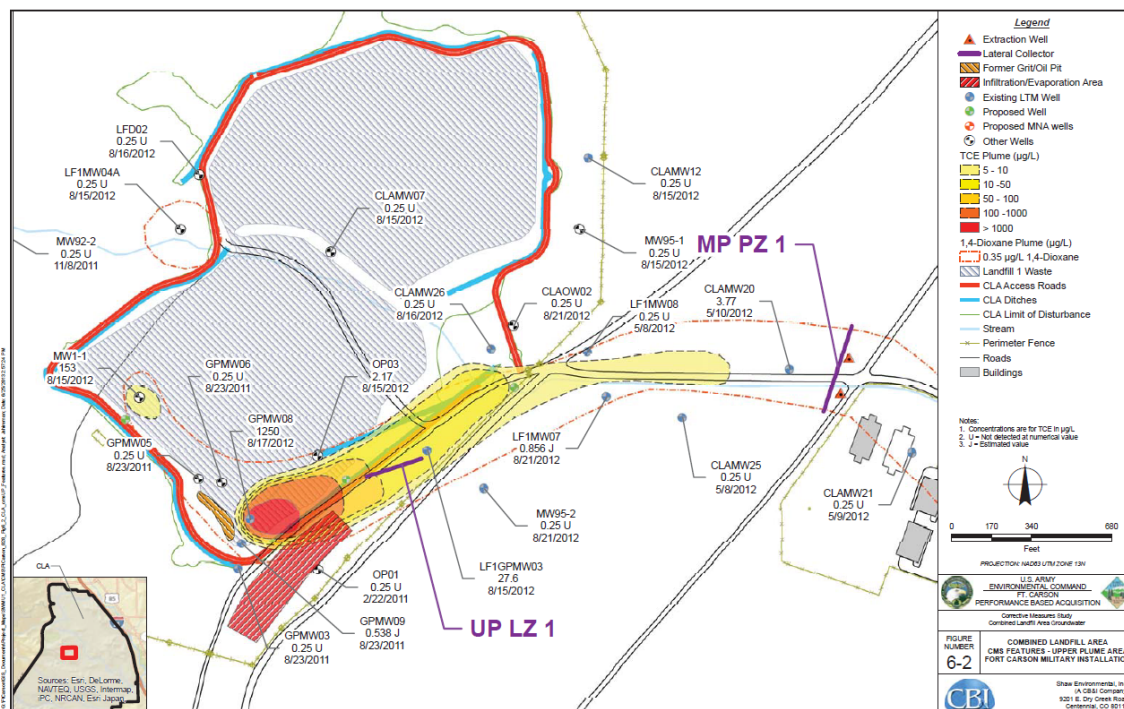 LFD02
0.25 U
8/16/2012
LF1MW04A
0.25 U
8/15/2012
MW92-2
0.25 U
11/8/2011
CLAMW07
0.25 U
8/15/2012
CLAMW12
0.25 U
8/15/2012
MW95-1
0.25 U
8/15/2012
MP PZ 1
CLAMW26
0.25 U
8/16/2012
CLAOW02
0.25 U
8/21/2012
LF1MW08
0.25 U
5/8/2012
CLAMW20
3.77
5/10/2012
MW1-1
153
8/15/2012
GPMW06
0.25 U
8/23/2011
OP03
2.17
8/15/2012
GPMW08
1250
8/17/2012
GPMW05
0.25 U
8/23/2011
LF1MW07
0.856 J
8/21/2012
CLAMW25
0.25 U
5/8/2012
CLAMW21
0.25 U
5/9/2012
MW95-2
0.25 U
8/21/2012
LF1GPMW03
27.6
8/15/2012
OP01
0.25 U
2/22/2011
UP LZ 1
GPMW03
0.25 U
8/23/2011
GPMW09
0.538 J
8/23/2011
CLA
85
Sources: Esri, DeLorme,
NAVTEQ, USGS, Intermap,
iPC, NRCAN, Esri Japan,
Legend
Extraction Well
Lateral Collector
Former Grit/Oil Pit
Infiltration/Evaporation Area
Existing LTM Well
Proposed Well
Proposed MNA wells
Other Wells
TCE Plume (µg/L)
5 - 10
10 -50
50 - 100
100 -1000
> 1000
1,4-Dioxane Plume (µg/L)
0.35 µg/L 1,4-Dioxane
Landfill 1 Waste
CLA Access Roads
CLA Ditches
CLA Limit of Disturbance
Stream
Perimeter Fence
Roads
Buildings
Notes:
1. Concentrations are for TCE in µg/L
2. U = Not detected at numerical value
3. J = Estimated value
N
0 170 340 680
Feet
PROJECTION: NAD83 UTM ZONE 13N
U.S. ARMY
ENVIRONMENTAL COMMAND
FT. CARSON
PERFORMANCE BASED ACQUISITION
Corrective Measures Study
Combined Landfill Area Groundwater
FIGURE
NUMBER
6-2
COMBINED LANDFILL AREA
CMS FEATURES - UPPER PLUME AREA
FORT CARSON MILITARY INSTALLATION
CBI
Shaw Environmental, In
(A CB&I Company
9201 E. Dry Creek Road
Centennial, CO 8011